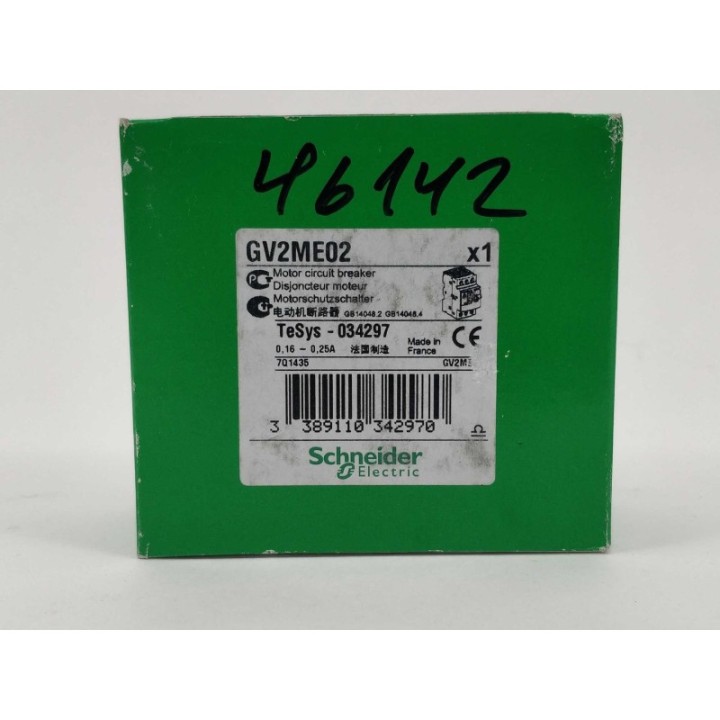 46142
GV2ME02 x1
Motor circuit breaker
Disjoncteur moteur
Motorschutzschalter
电动机断路器 GB14048.2 GB14048.4
TeSys - 034297
0,16 - 0,25A 法国制造 Made in France CE
7Q1435 GV2ME
3 389110 342970
Schneider
Electric